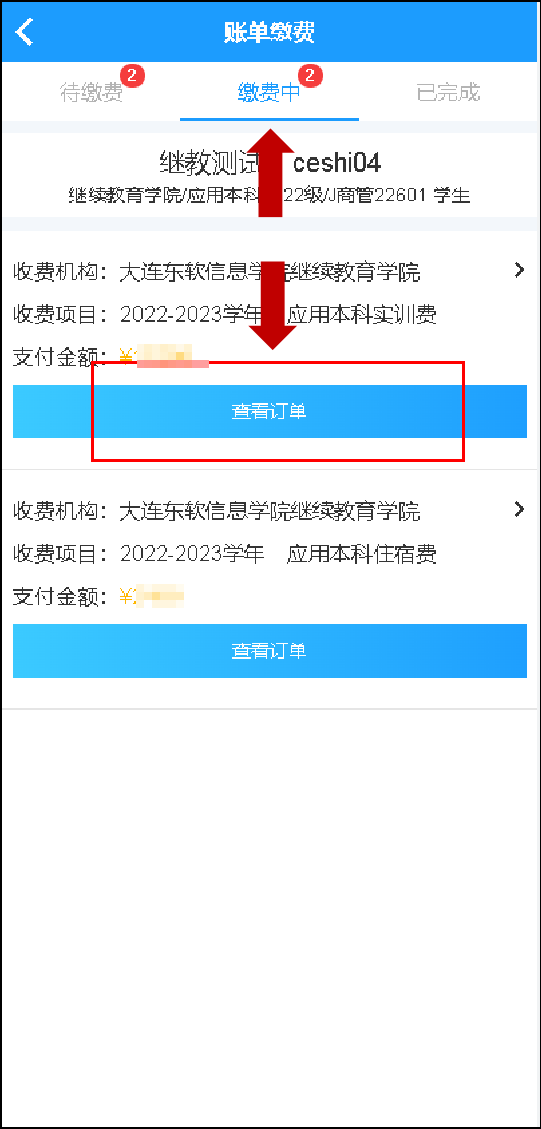 账单缴费
待缴费 2 缴费中 2 已完成
继教测试 ceshi04
继续教育学院/应用本科 22级/J商管22601 学生
收费机构：大连东软信息学院继续教育学院
收费项目：2022-2023学年 应用本科实训费
支付金额：¥
查看订单
收费机构：大连东软信息学院继续教育学院
收费项目：2022-2023学年 应用本科住宿费
支付金额：¥
查看订单